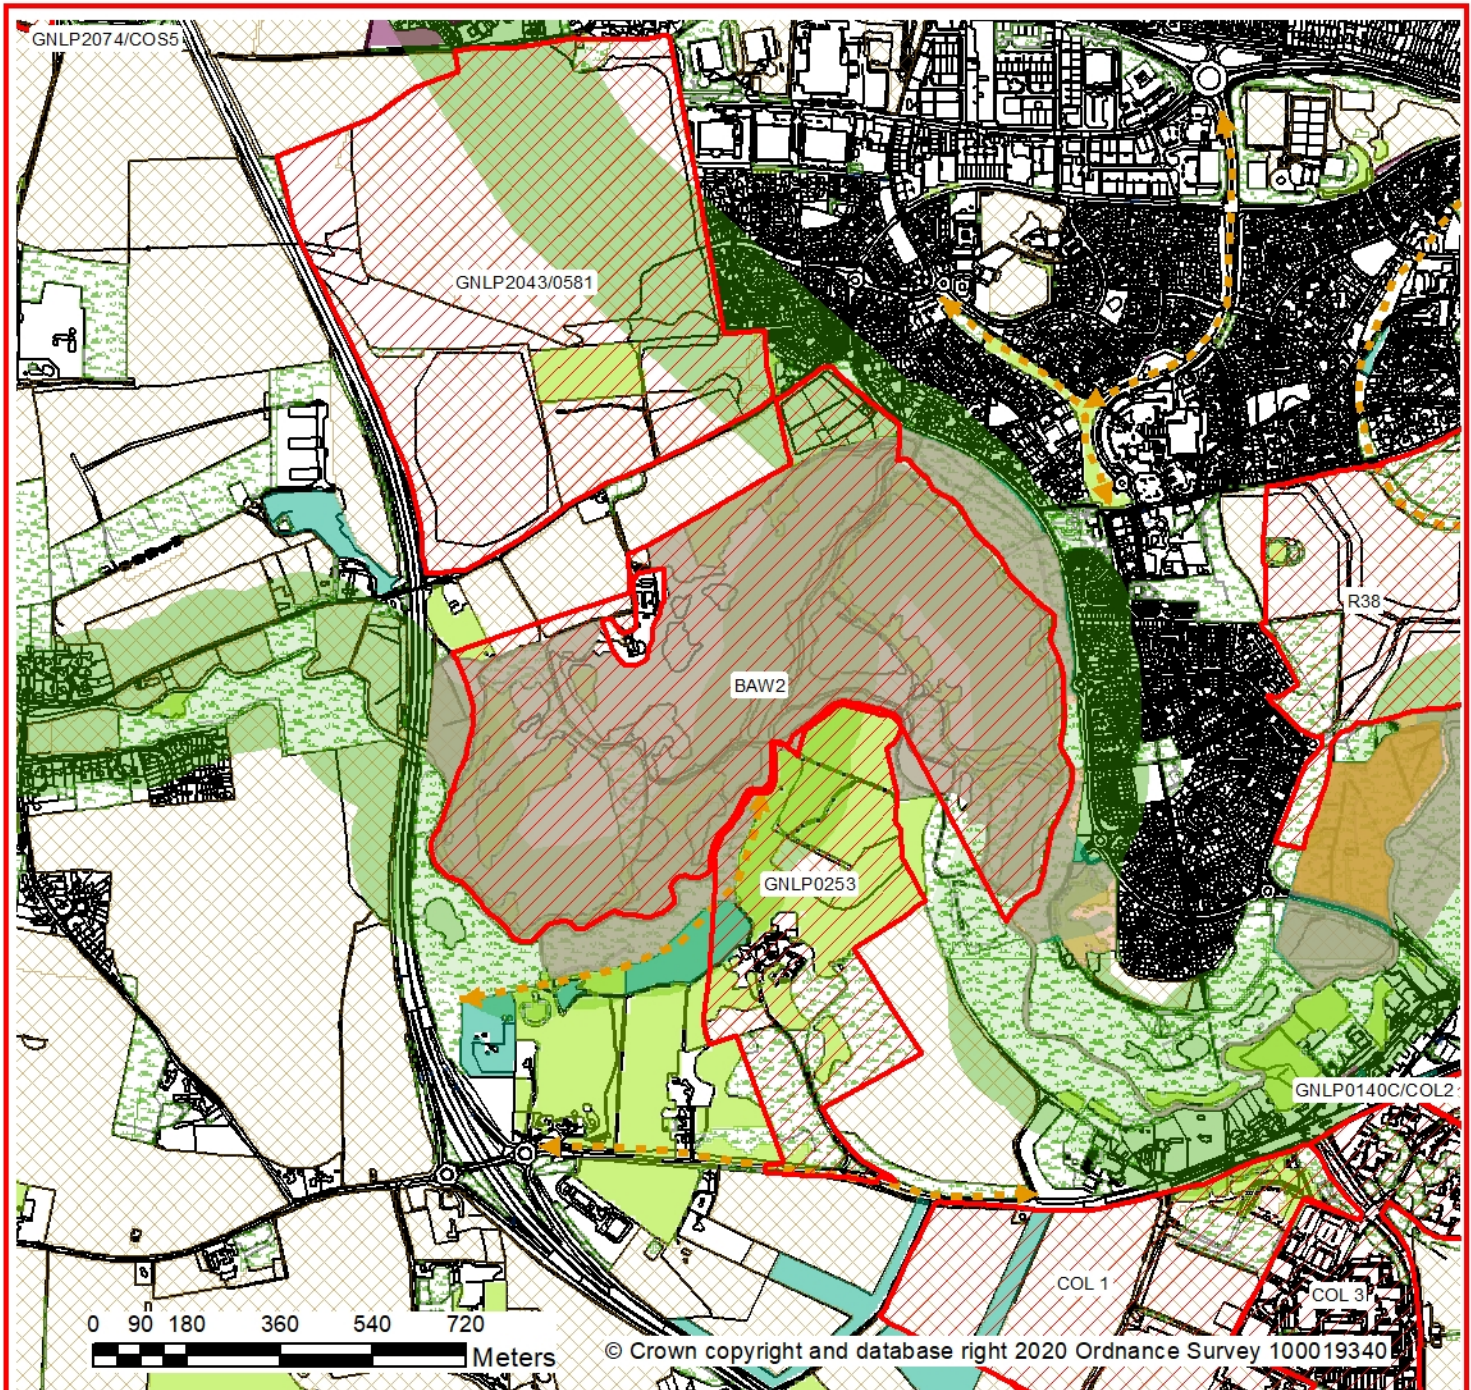 GNLP2074/COS5
GNLP2043/0581
R38
BAW2
GNLP0253
GNLP0140C/COL2
COL 1
COL 3
0 90 180 360 540 720
Meters
© Crown copyright and database right 2020 Ordnance Survey 100019340